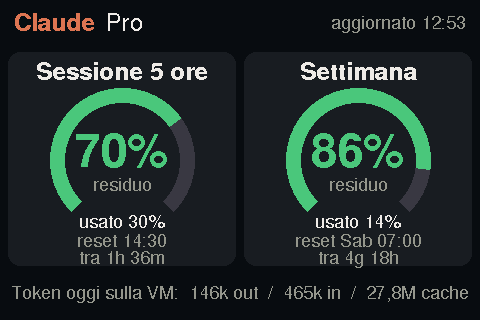 Claude Pro
aggiornato 12:53
Sessione 5 ore
70%
residuo
usato 30%
reset 14:30
tra 1h 36m
Settimana
86%
residuo
usato 14%
reset Sab 07:00
tra 4g 18h
Token oggi sulla VM: 146k out / 465k in / 27,8M cache